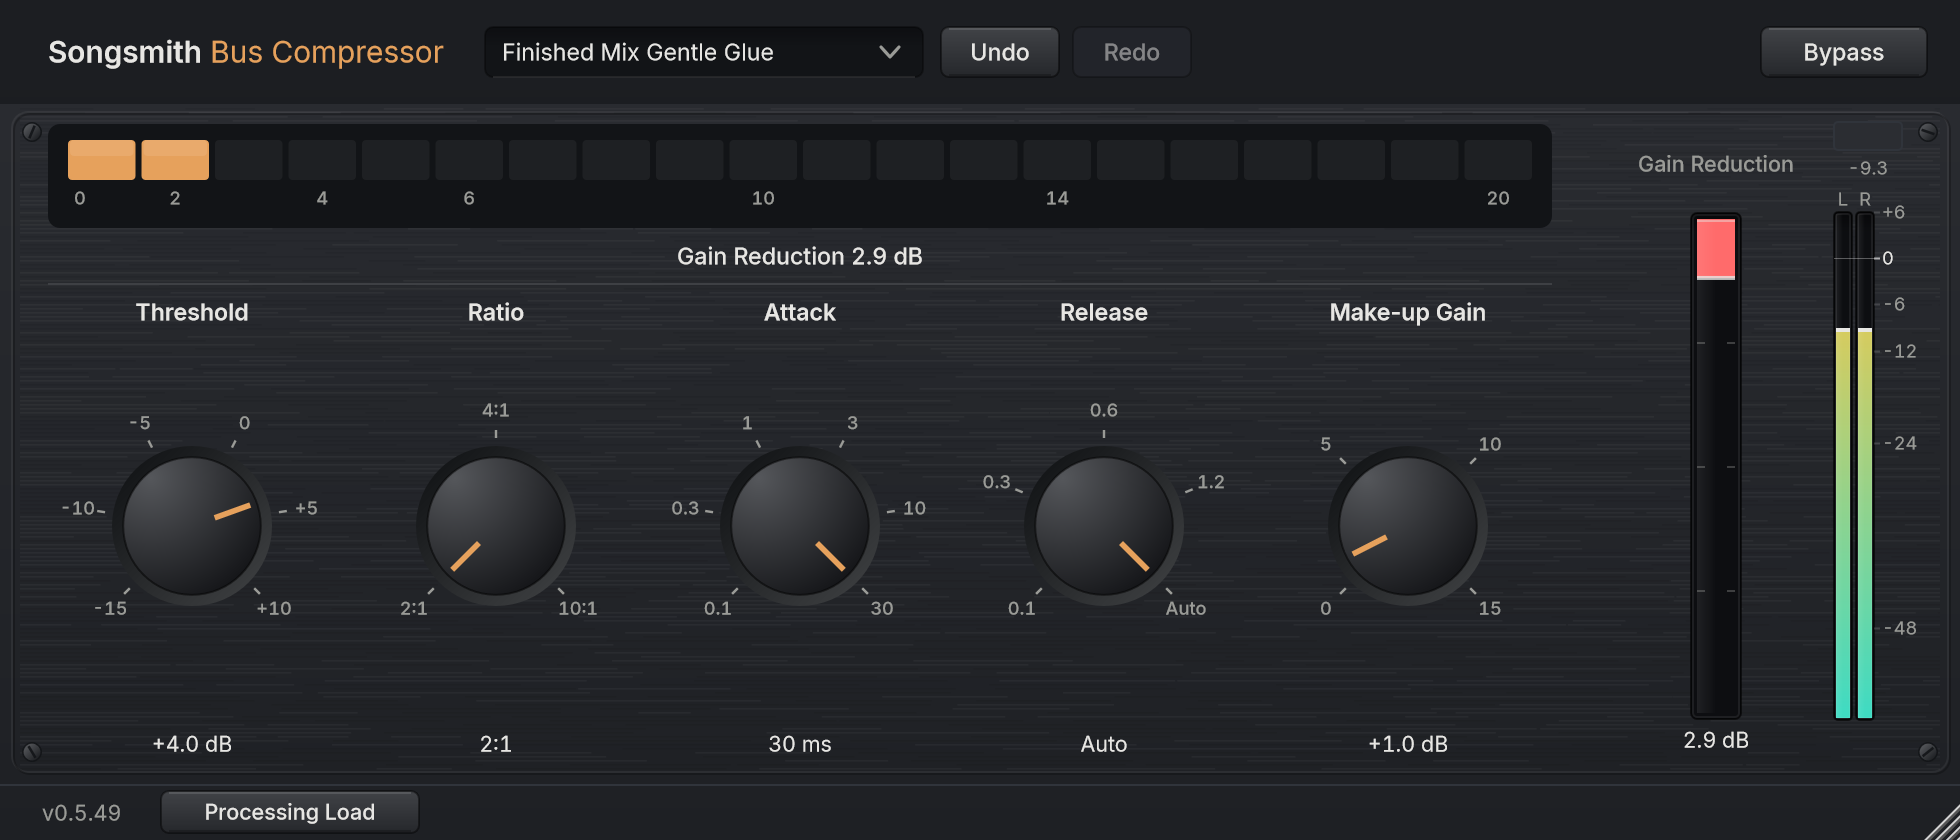 Songsmith Bus Compressor
Finished Mix Gentle Glue
Undo
Redo
Bypass
0 2 4 6 10 14 20
Gain Reduction 2.9 dB
Gain Reduction
-9.3
L R
+6
0
-6
-12
-24
-48
2.9 dB
Threshold
-5 0
-10 +5
-15 +10
+4.0 dB
Ratio
4:1
2:1 10:1
2:1
Attack
1 3
0.3 10
0.1 30
30 ms
Release
0.6
0.3 1.2
0.1 Auto
Auto
Make-up Gain
5 10
0 15
+1.0 dB
v0.5.49
Processing Load